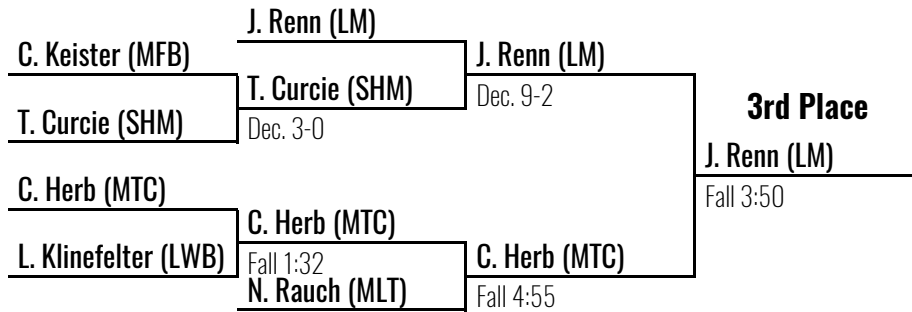 J. Renn (LM)
C. Keister (MFB)
J. Renn (LM)
T. Curcie (SHM)
Dec. 9-2
3rd Place
T. Curcie (SHM)
Dec. 3-0
J. Renn (LM)
C. Herb (MTC)
Fall 3:50
C. Herb (MTC)
L. Klinefelter (LWB)
Fall 1:32
C. Herb (MTC)
N. Rauch (MLT)
Fall 4:55